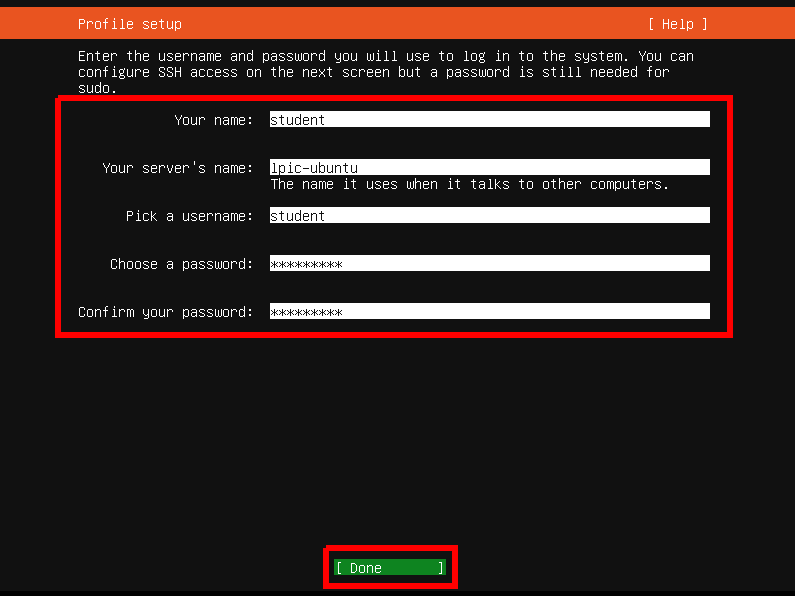 Profile setup [ Help ]
Enter the username and password you will use to log in to the system. You can
configure SSH access on the next screen but a password is still needed for
sudo.
Your name: student
Your server's name: lpic-ubuntu
The name it uses when it talks to other computers.
Pick a username: student
Choose a password: *********
Confirm your password: *********
[ Done ]